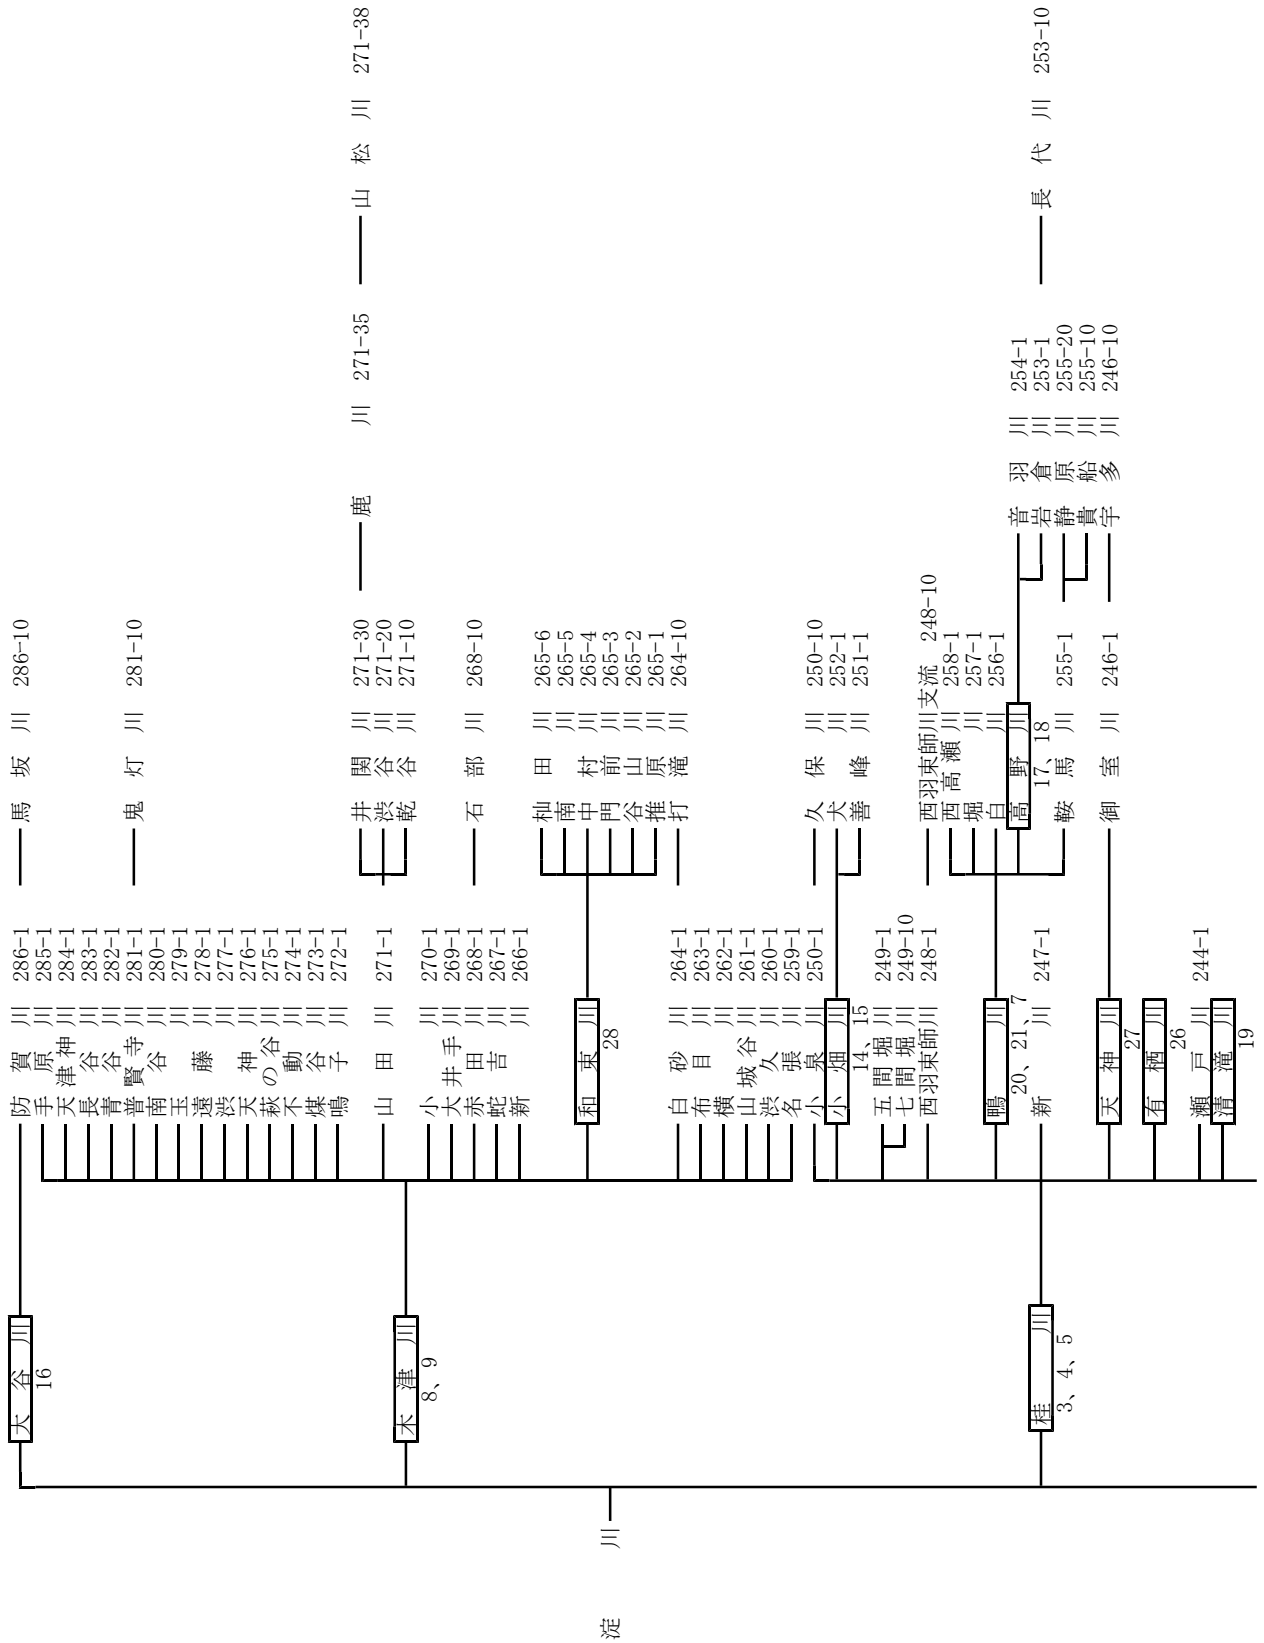 大谷川 防賀川 286-1 馬坂川 286-10
16 手原川 285-1
天津神川 284-1
長谷川 283-1
青谷川 282-1
普賢寺川 281-1 鬼灯川 281-10
南谷川 280-1
玉川 279-1
遠藤川 278-1
渋川 277-1
天神川 276-1
萩の谷川 275-1
不動川 274-1
煤谷川 273-1
鳴子川 272-1
井関川 271-30 鹿川 271-35 山松川 271-38
山田川 271-1 渋谷川 271-20
木津川 乾谷川 271-10
8、9 小川 270-1
大井手川 269-1
赤田川 268-1 石部川 268-10
蛇吉川 267-1
新川 266-1
杣田川 265-6
南川 265-5
和束川 中村川 265-4
淀川 28 門前川 265-3
谷山川 265-2
推原川 265-1
白砂川 264-1 打滝川 264-10
布目川 263-1
横川 262-1
山城谷川 261-1
渋久川 260-1
名張川 259-1
小泉川 250-1 久保川 250-10
小畑川 犬川 252-1
14、15 善峰川 251-1
五間堀川 249-1
七間堀川 249-10
西羽束師川 248-1 西羽束師川支流 248-10
西高瀬川 258-1
堀川 257-1
鴨川 白川 256-1
20、21、7 高野川 音羽川 254-1
桂川 新川 247-1 17、18 岩倉川 253-1 長代川 253-10
3、4、5 鞍馬川 255-1 静原川 255-20
貴船川 255-10
天神川 御室川 246-1 宇多川 246-10
27
有栖川
26
瀬戸川 244-1
清滝川
19